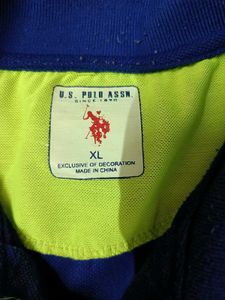 U.S. POLO ASSN.
SINCE 1890
XL
EXCLUSIVE OF DECORATION
MADE IN CHINA